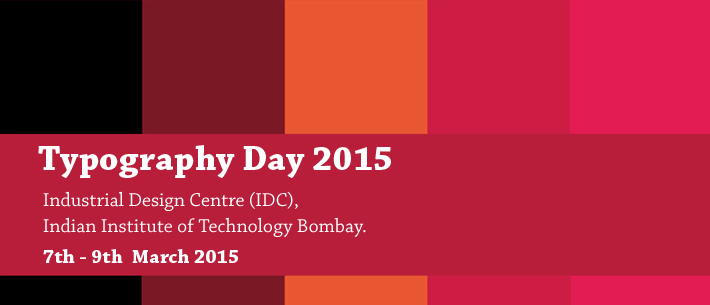 Typography Day 2015
Industrial Design Centre (IDC),
Indian Institute of Technology Bombay.
7th - 9th  March 2015